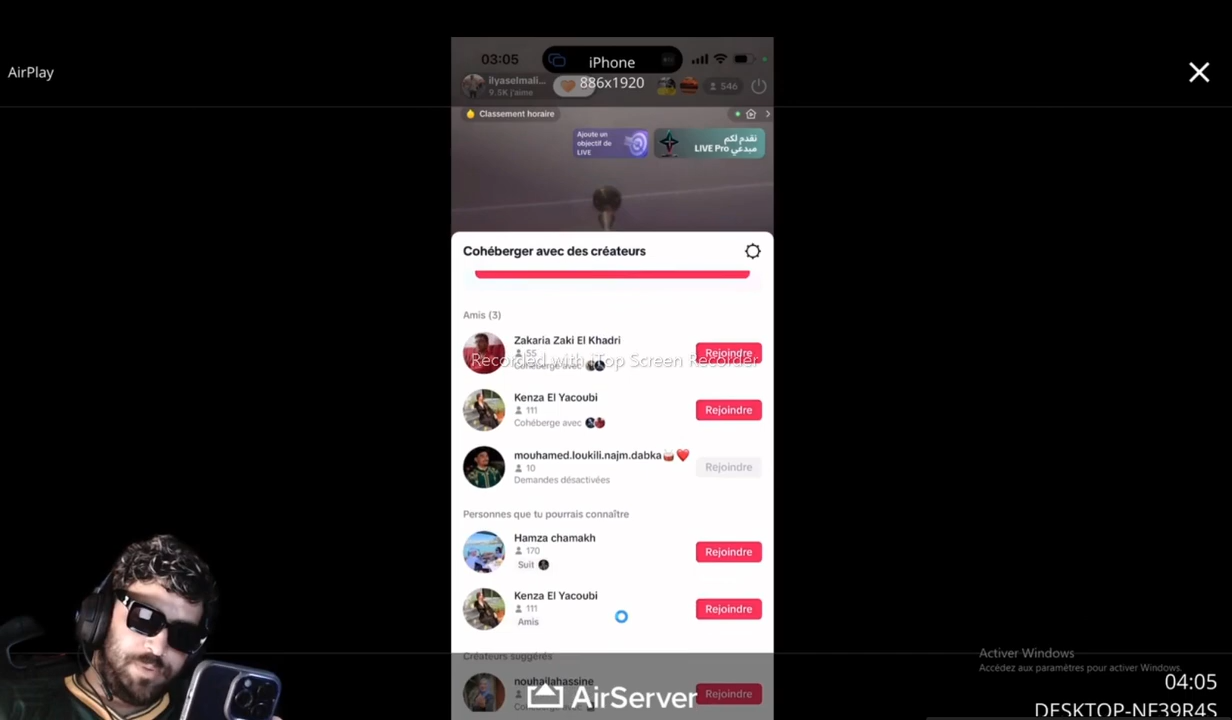 AirPlay
03:05
iPhone
886x1920
ilyaselmali...
9.5K j'aime
546
Classement horaire
Ajoute un
objectif de
LIVE
نقدم لكم
مبدعي LIVE Pro
Cohéberger avec des créateurs
Amis (3)
Zakaria Zaki El Khadri
55
Rejoindre
Recorded with iTop Screen Recorder
Cohéberge avec
Kenza El Yacoubi
111
Rejoindre
Cohéberge avec
mouhamed.loukili.najm.dabka🥁❤️
10
Rejoindre
Demandes désactivées
Personnes que tu pourrais connaître
Hamza chamakh
170
Rejoindre
Suit
Kenza El Yacoubi
111
Rejoindre
Amis
Créateurs suggérés
nouhailahassine
Rejoindre
AirServer
Activer Windows
Accédez aux paramètres pour activer Windows.
04:05
DESKTOP-NF39R4S